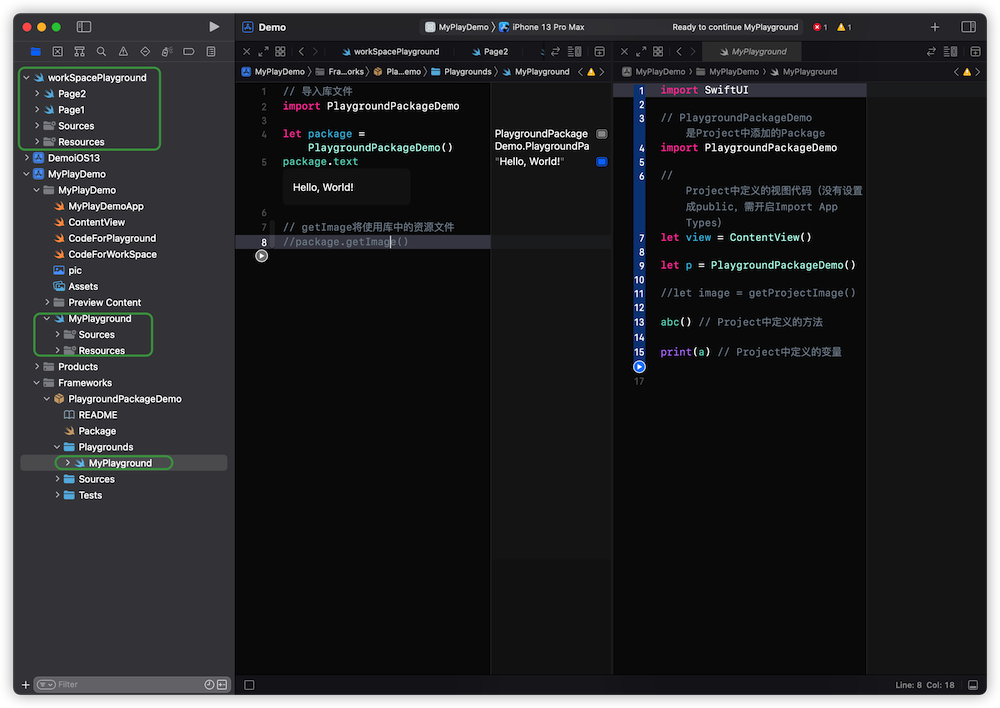 Demo
MyPlayDemo 〉 iPhone 13 Pro Max
Ready to continue MyPlayground
1
1
workSpacePlayground
Page2
MyPlayground
MyPlayDemo 〉 Fra...orks 〉 Pla...emo 〉 Playgrounds 〉 MyPlayground
MyPlayDemo 〉 MyPlayDemo 〉 MyPlayground
workSpacePlayground
Page2
Page1
Sources
Resources
DemoiOS13
MyPlayDemo
MyPlayDemo
MyPlayDemoApp
ContentView
CodeForPlayground
CodeForWorkSpace
pic
Assets
Preview Content
MyPlayground
Sources
Resources
Products
Frameworks
PlaygroundPackageDemo
README
Package
Playgrounds
MyPlayground
Sources
Tests
Filter
1 // 导入库文件
2 import PlaygroundPackageDemo
3
4 let package =
PlaygroundPackageDemo()
5 package.text
Hello, World!
6
7 // getImage将使用库中的资源文件
8 //package.getImage()
PlaygroundPackage
Demo.PlaygroundPa
"Hello, World!"
1 import SwiftUI
2
3 // PlaygroundPackageDemo
是Project中添加的Package
4 import PlaygroundPackageDemo
5
6 //
Project中定义的视图代码（没有设置
成public，需开启Import App
Types）
7 let view = ContentView()
8
9 let p = PlaygroundPackageDemo()
10
11 //let image = getProjectImage()
12
13 abc() // Project中定义的方法
14
15 print(a) // Project中定义的变量
17
Line: 8 Col: 18